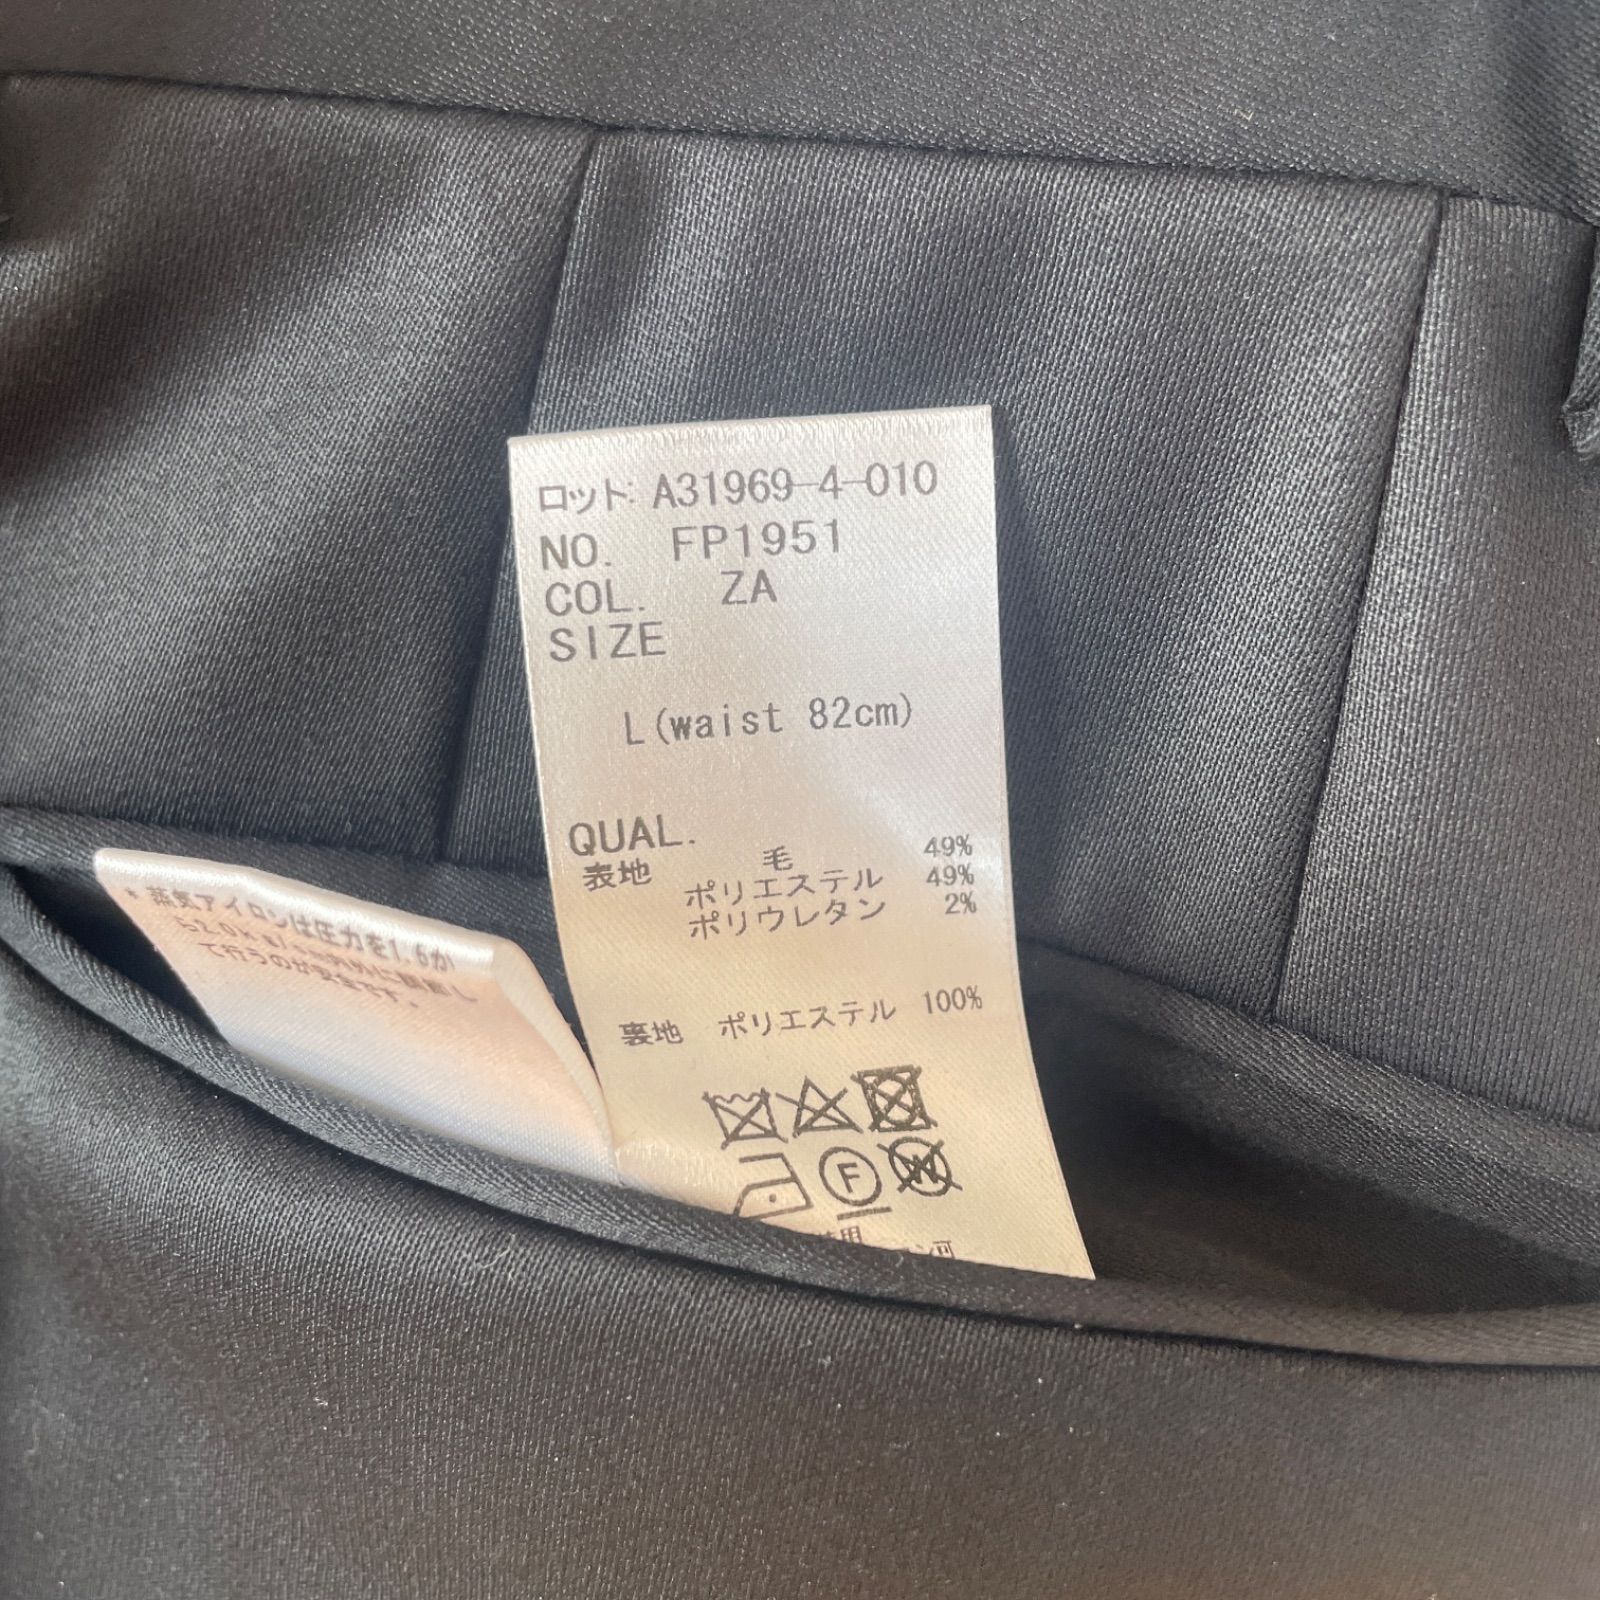 ロット: A31969-4-010
NO. FP1951
COL. ZA
SIZE
L(waist 82cm)
QUAL.
表地 毛 49%
ポリエステル 49%
ポリウレタン 2%
裏地 ポリエステル 100%
F
W
ン可
* 蒸気アイロンは圧力を1.6か
て行うのが安全です。